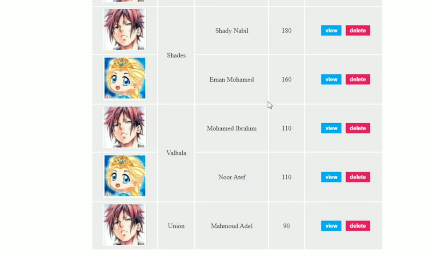 Shady Nabil 180 view delete
Shades
Eman Mohamed 160 view delete
Mohamed Ibrahim 110 view delete
Valhala
Noor Atef 110 view delete
Union Mahmoud Adel 90 view delete